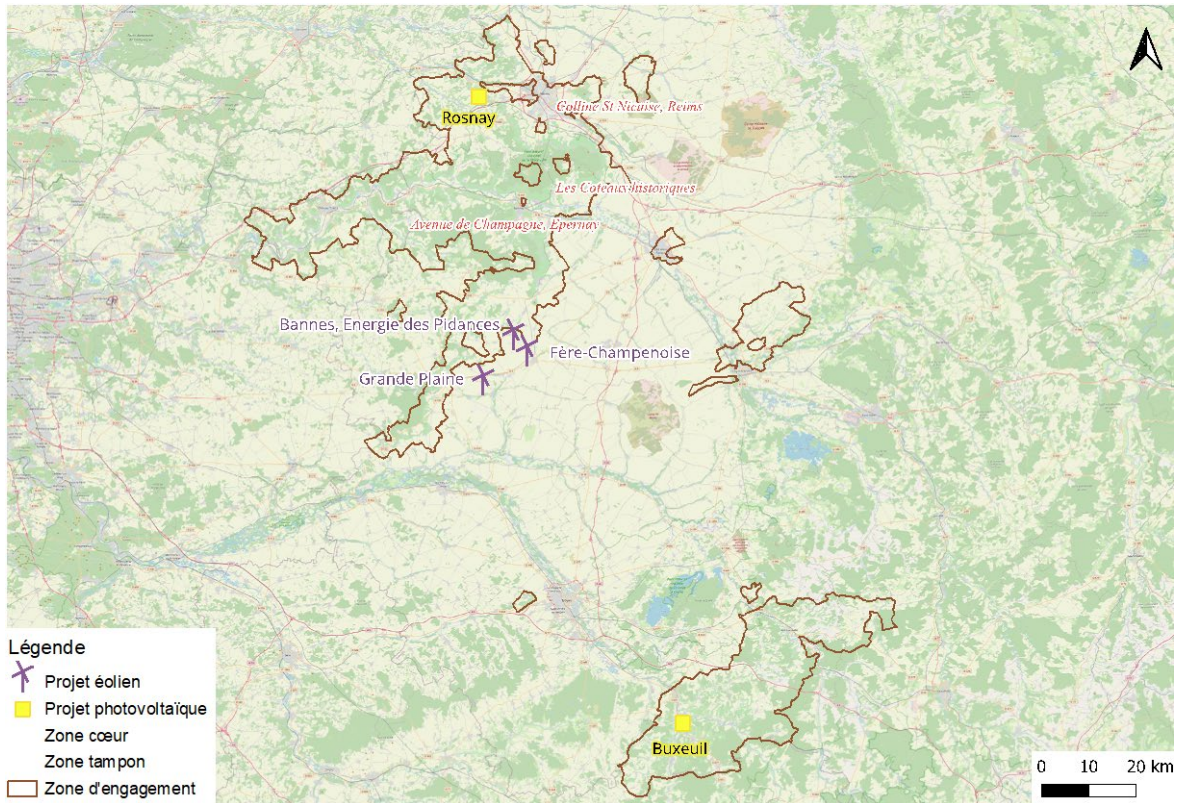 Rosnay
Colline St Nicaise, Reims
Les Coteaux historiques
Avenue de Champagne, Epernay
Bannes, Energie des Pidances
Fère-Champenoise
Grande Plaine
Buxeuil
Légende
Projet éolien
Projet photovoltaïque
Zone cœur
Zone tampon
Zone d'engagement
0 10 20 km